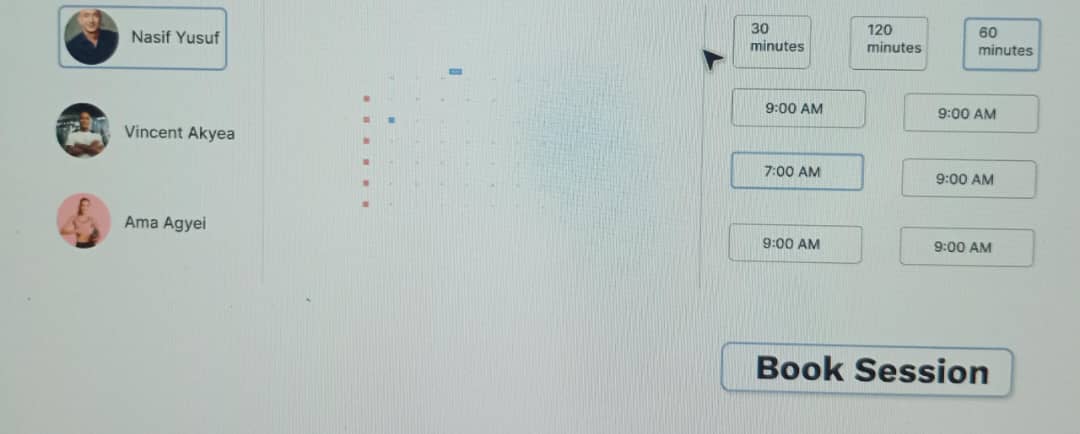 Nasif Yusuf
Vincent Akyea
Ama Agyei
30
minutes
120
minutes
60
minutes
9:00 AM
9:00 AM
7:00 AM
9:00 AM
9:00 AM
9:00 AM
Book Session